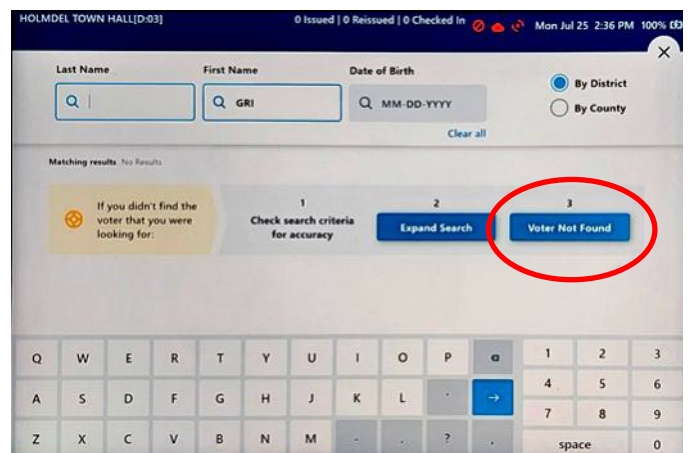 HOLMDEL TOWN HALL[D:03] 0 Issued | 0 Reissued | 0 Checked In Mon Jul 25 2:36 PM 100%
Last Name First Name Date of Birth
By District
GRI MM-DD-YYYY
By County
Clear all
Matching results No Results
If you didn't find the
voter that you were
looking for:
1
Check search criteria
for accuracy
2
Expand Search
3
Voter Not Found
Q W E R T Y U I O P 1 2 3
A S D F G H J K L ' 4 5 6
7 8 9
Z X C V B N M - . ? , space 0